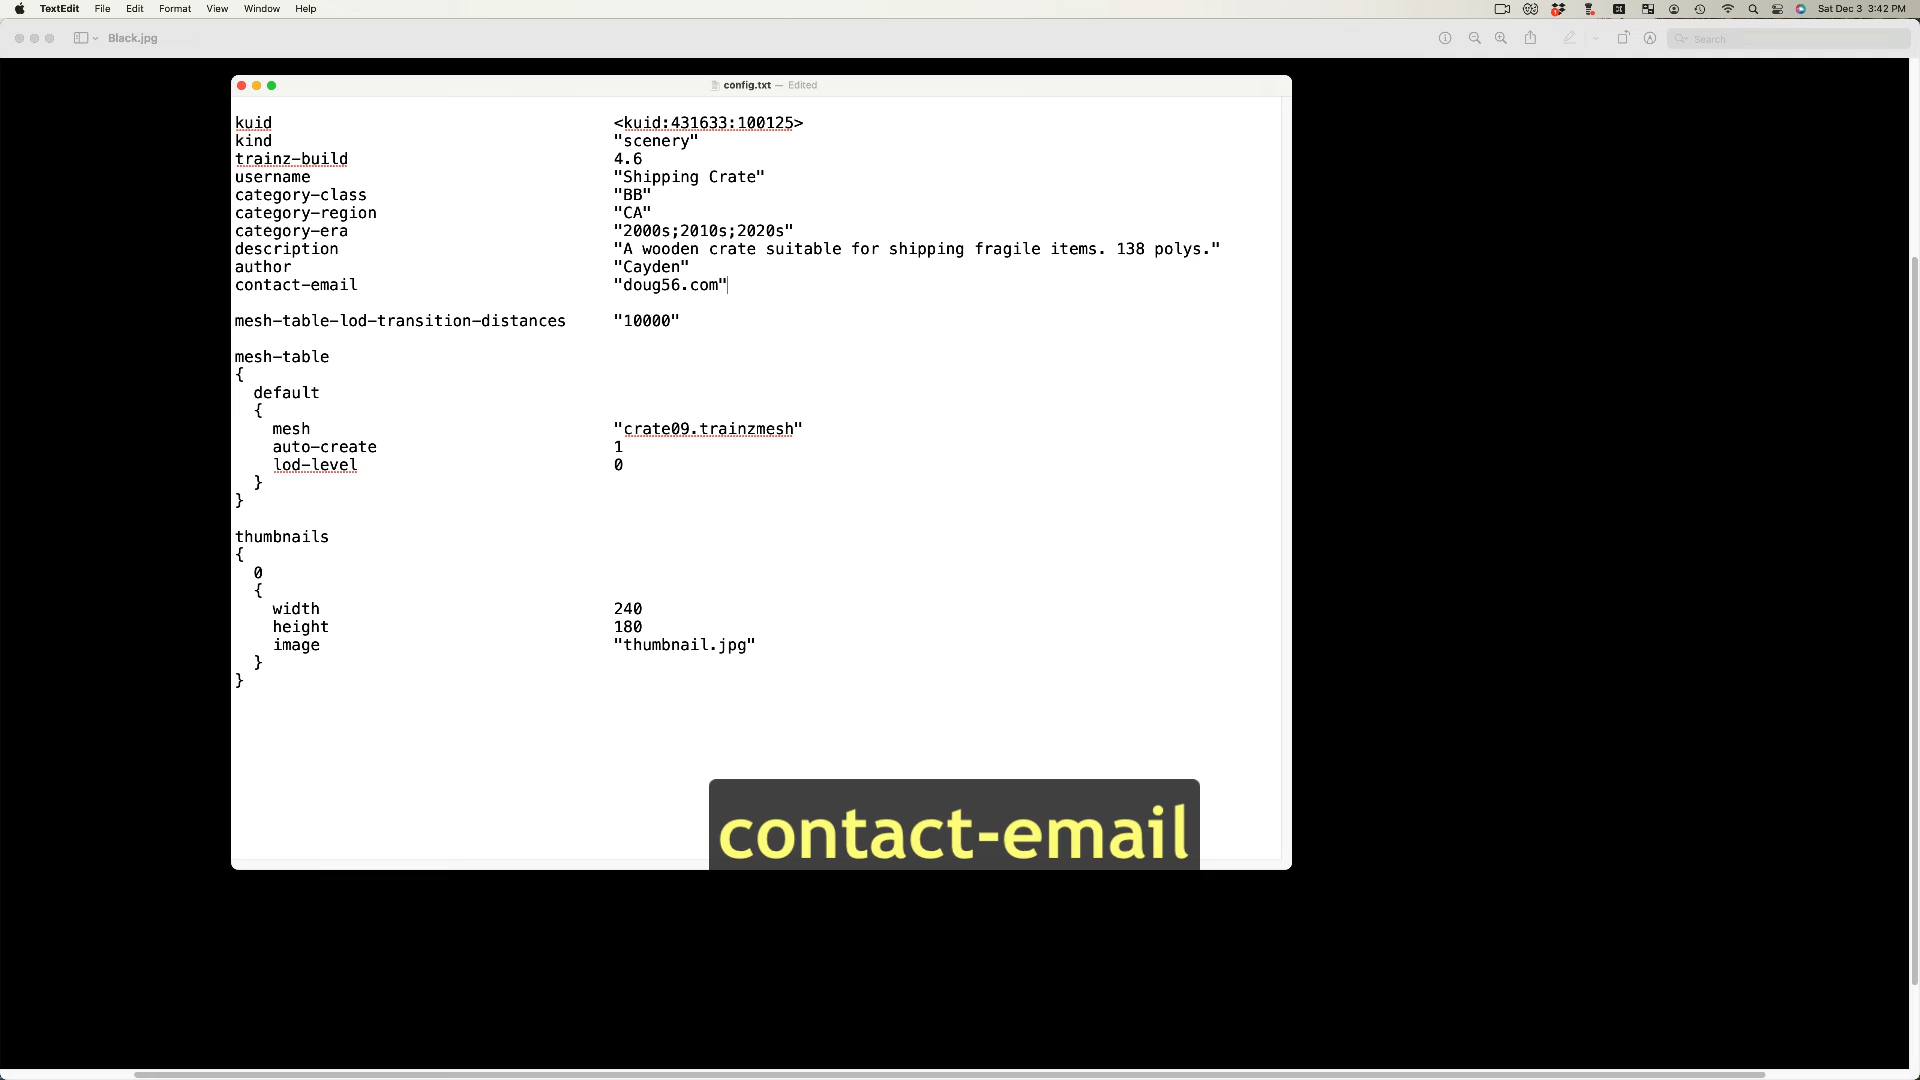 TextEdit File Edit Format View Window Help Sat Dec 3 3:42 PM
Black.jpg Search
config.txt — Edited
kuid <kuid:431633:100125>
kind "scenery"
trainz-build 4.6
username "Shipping Crate"
category-class "BB"
category-region "CA"
category-era "2000s;2010s;2020s"
description "A wooden crate suitable for shipping fragile items. 138 polys."
author "Cayden"
contact-email "doug56.com"
mesh-table-lod-transition-distances "10000"
mesh-table
{
default
{
mesh "crate09.trainzmesh"
auto-create 1
lod-level 0
}
}
thumbnails
{
0
{
width 240
height 180
image "thumbnail.jpg"
}
}
contact-email